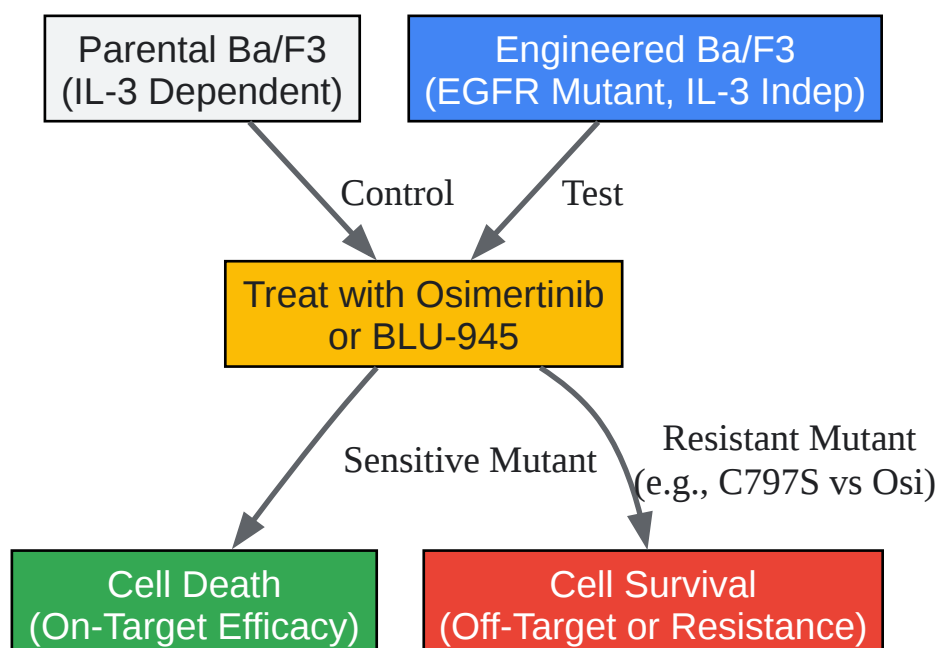 Parental Ba/F3
(IL-3 Dependent)
Engineered Ba/F3
(EGFR Mutant, IL-3 Indep)
Control
Test
Treat with Osimertinib
or BLU-945
Sensitive Mutant
Resistant Mutant
(e.g., C797S vs Osi)
Cell Death
(On-Target Efficacy)
Cell Survival
(Off-Target or Resistance)